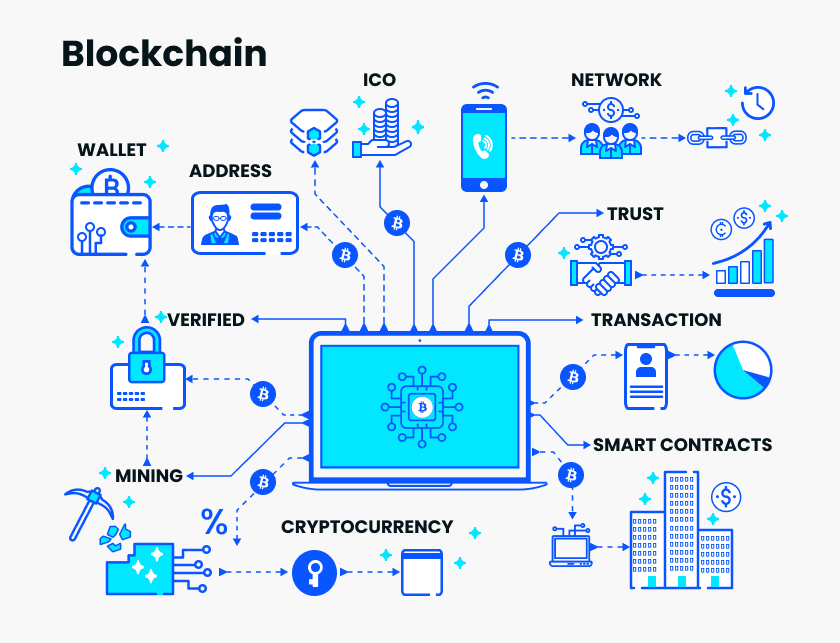 Blockchain
ICO
NETWORK
WALLET
ADDRESS
TRUST
VERIFIED
TRANSACTION
SMART CONTRACTS
MINING
%
CRYPTOCURRENCY